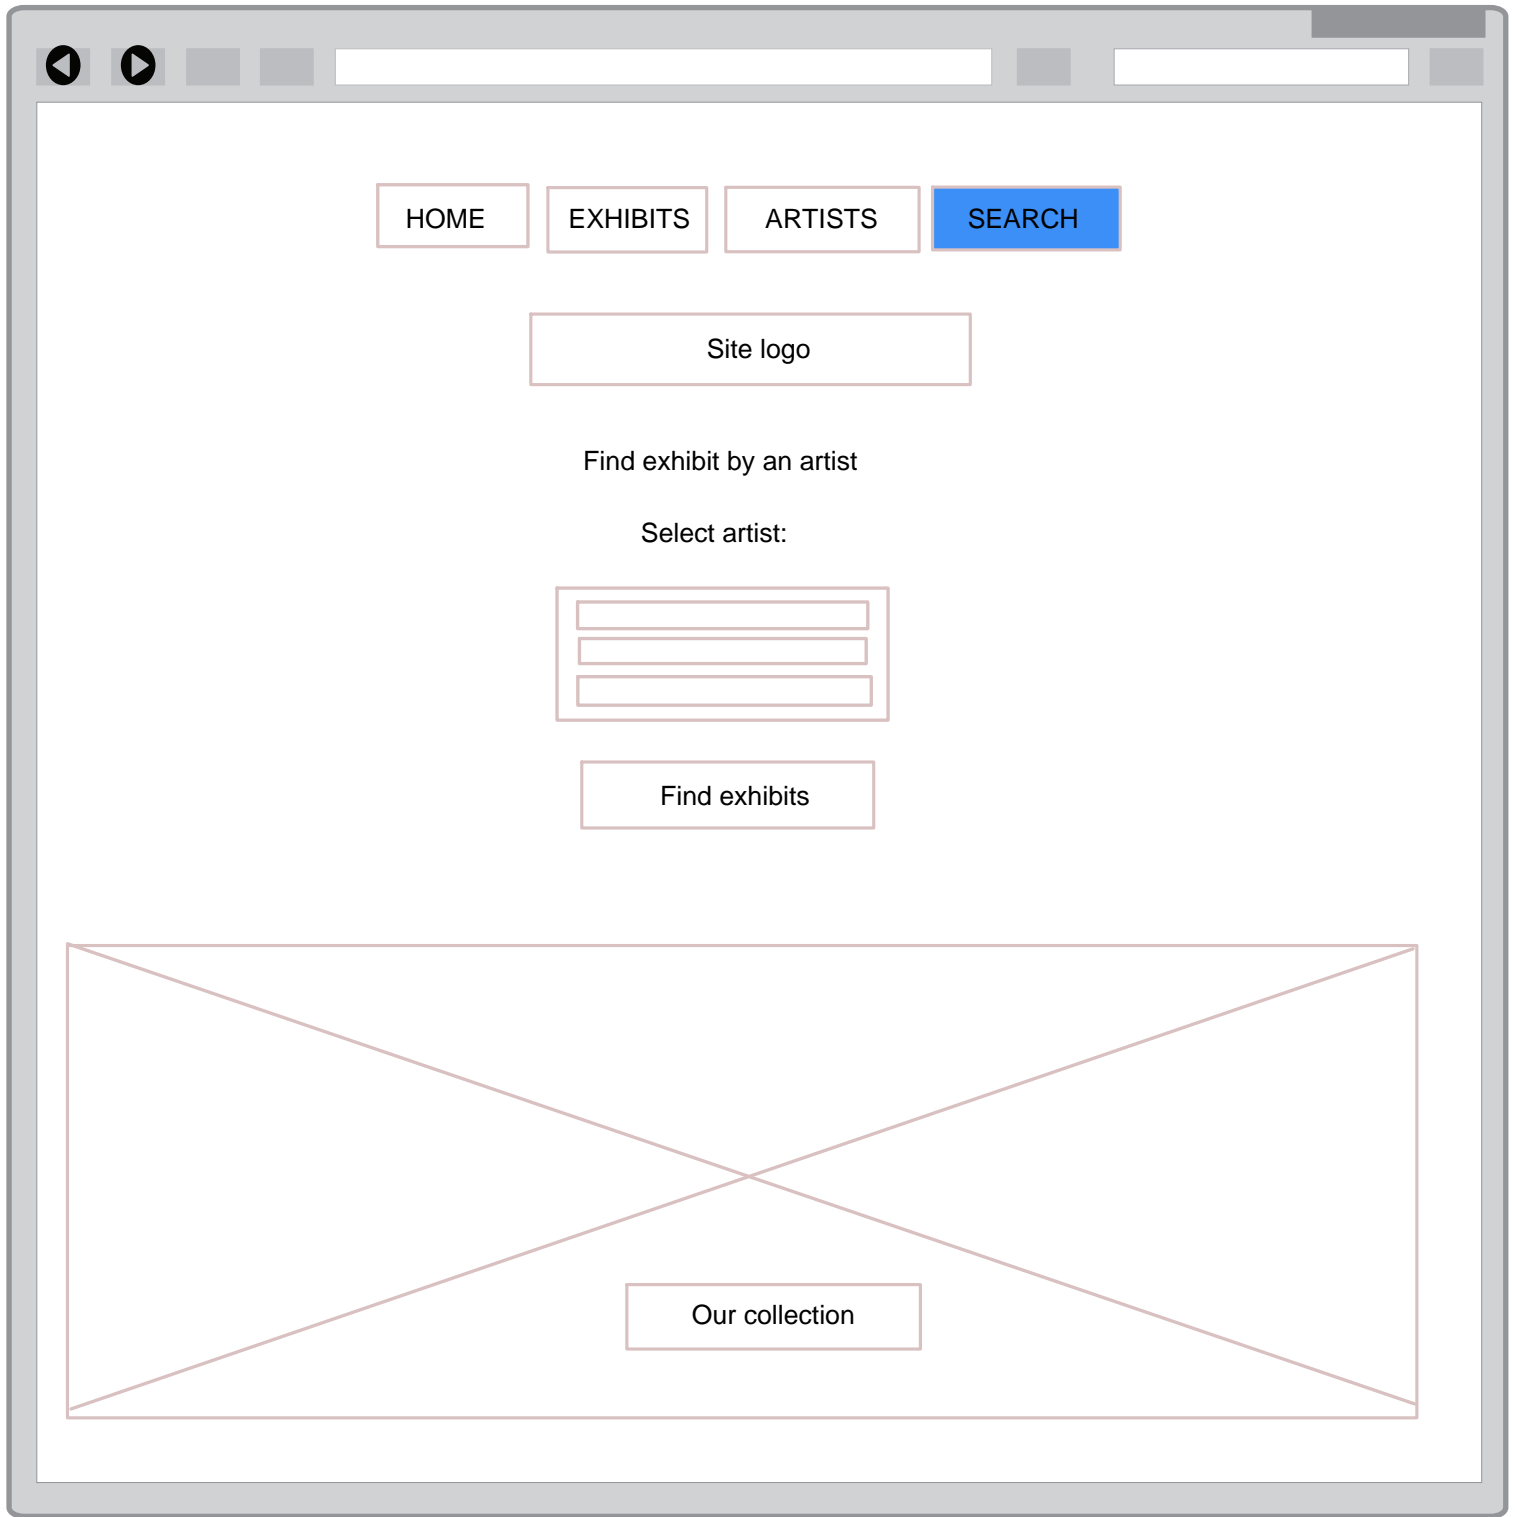 HOME EXHIBITS ARTISTS SEARCH
Site logo
Find exhibit by an artist
Select artist:
Find exhibits
Our collection